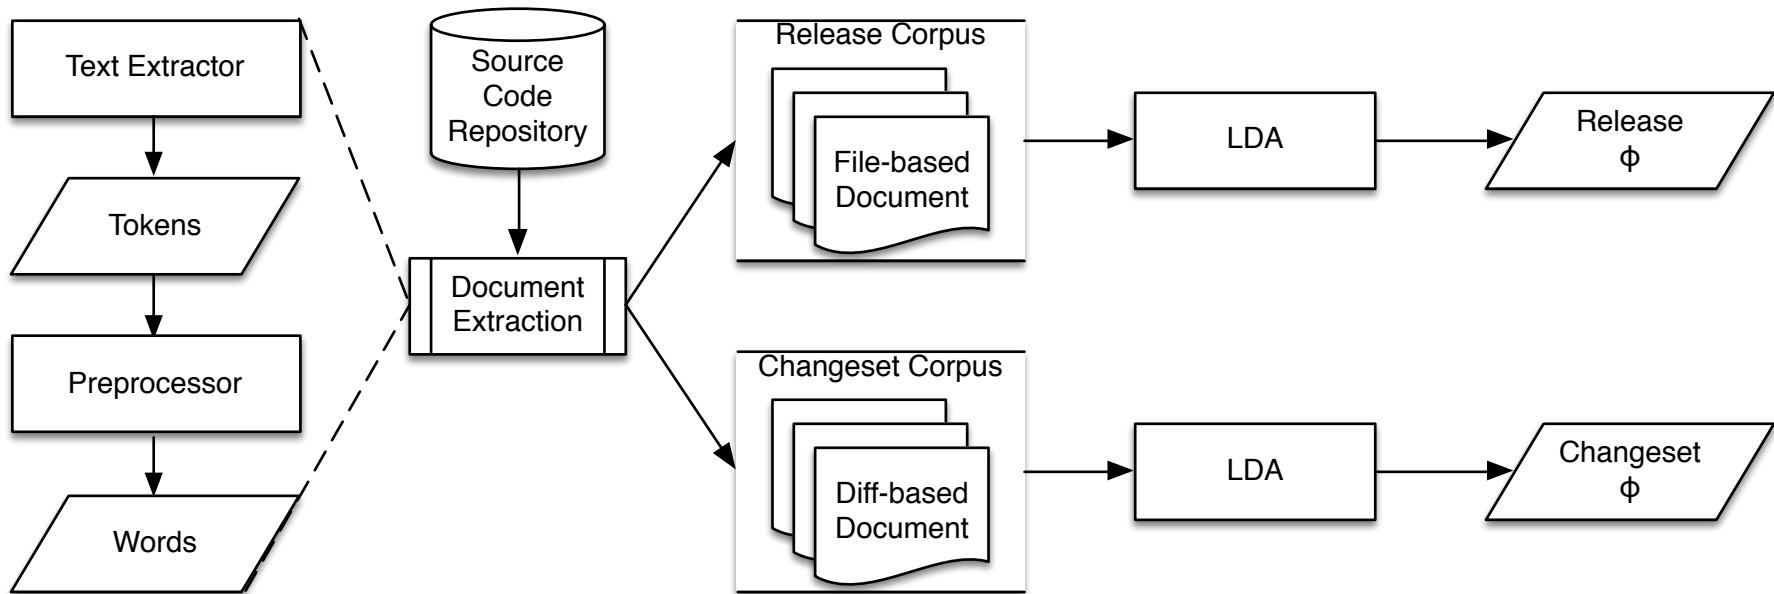 Text Extractor
Tokens
Preprocessor
Words
Source
Code
Repository
Document
Extraction
Release Corpus
File-based
Document
LDA
Release
ϕ
Changeset Corpus
Diff-based
Document
LDA
Changeset
ϕ